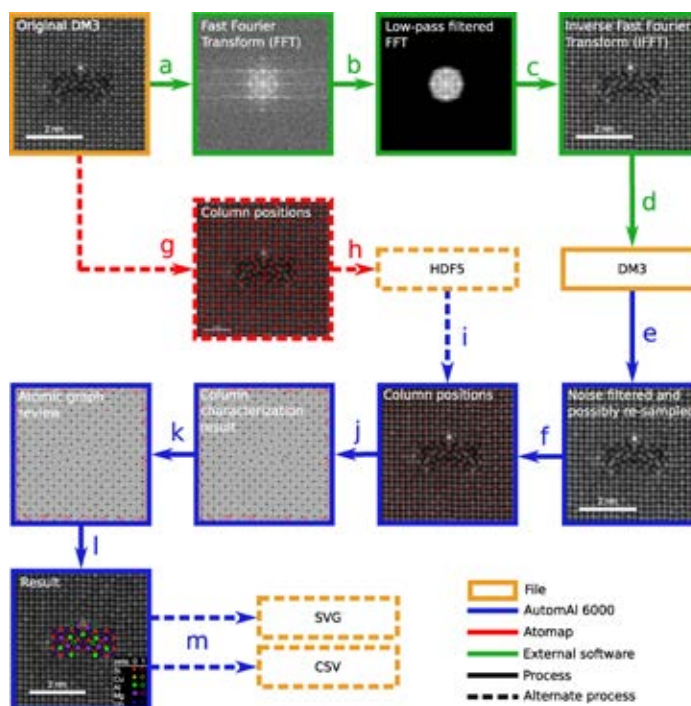 Original DM3
2 nm
a
Fast Fourier
Transform (FFT)
b
Low-pass filtered
FFT
c
Inverse Fast Fourier
Transform (IFFT)
2 nm
d
g
Column positions
h
HDF5
DM3
i
e
Atomic graph
review
k
Column
characterization
result
j
Column positions
f
Noise filtered and
possibly re-sampled
2 nm
l
Result
2 nm
m
SVG
CSV
File
AutomAl 6000
Atomap
External software
Process
Alternate process